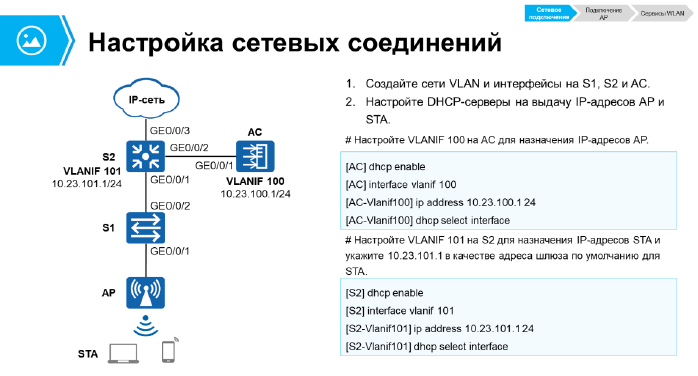 Сетевое подключение
Подключение AP
Сервисы WLAN
Настройка сетевых соединений
IP-сеть
GE0/0/3
GE0/0/2
AC
S2
VLANIF 101
10.23.101.1/24
GE0/0/1
GE0/0/1
VLANIF 100
10.23.100.1/24
GE0/0/2
S1
GE0/0/1
AP
STA
1. Создайте сети VLAN и интерфейсы на S1, S2 и AC.
2. Настройте DHCP-серверы на выдачу IP-адресов AP и
STA.
# Настройте VLANIF 100 на AC для назначения IP-адресов AP.
[AC] dhcp enable
[AC] interface vlanif 100
[AC-Vlanif100] ip address 10.23.100.1 24
[AC-Vlanif100] dhcp select interface
# Настройте VLANIF 101 на S2 для назначения IP-адресов STA и
укажите 10.23.101.1 в качестве адреса шлюза по умолчанию для
STA.
[S2] dhcp enable
[S2] interface vlanif 101
[S2-Vlanif101] ip address 10.23.101.1 24
[S2-Vlanif101] dhcp select interface